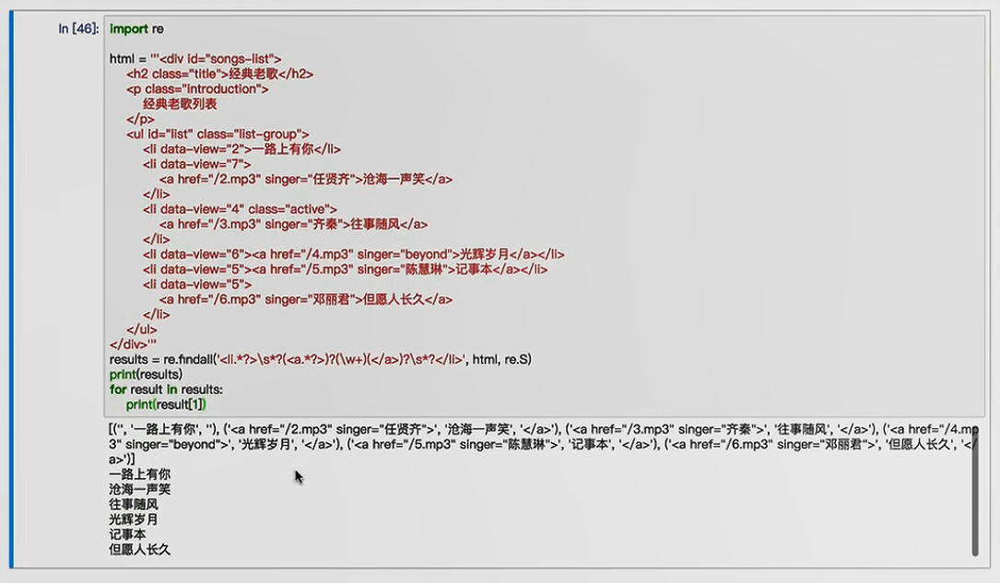 In [46]:
import re
html = '''<div id="songs-list">
<h2 class="title">经典老歌</h2>
<p class="introduction">
经典老歌列表
</p>
<ul id="list" class="list-group">
<li data-view="2">一路上有你</li>
<li data-view="7">
<a href="/2.mp3" singer="任贤齐">沧海一声笑</a>
</li>
<li data-view="4" class="active">
<a href="/3.mp3" singer="齐秦">往事随风</a>
</li>
<li data-view="6"><a href="/4.mp3" singer="beyond">光辉岁月</a></li>
<li data-view="5"><a href="/5.mp3" singer="陈慧琳">记事本</a></li>
<li data-view="5">
<a href="/6.mp3" singer="邓丽君">但愿人长久</a>
</li>
</ul>
</div>'''
results = re.findall('<li.*?>\s*?(<a.*?>)?(\w+)(</a>)?\s*?</li>', html, re.S)
print(results)
for result in results:
print(result[1])
[('', '一路上有你', ''), ('<a href="/2.mp3" singer="任贤齐">', '沧海一声笑', '</a>'), ('<a href="/3.mp3" singer="齐秦">', '往事随风', '</a>'), ('<a href="/4.mp
3" singer="beyond">', '光辉岁月', '</a>'), ('<a href="/5.mp3" singer="陈慧琳">', '记事本', '</a>'), ('<a href="/6.mp3" singer="邓丽君">', '但愿人长久', '</
a>')]
一路上有你
沧海一声笑
往事随风
光辉岁月
记事本
但愿人长久